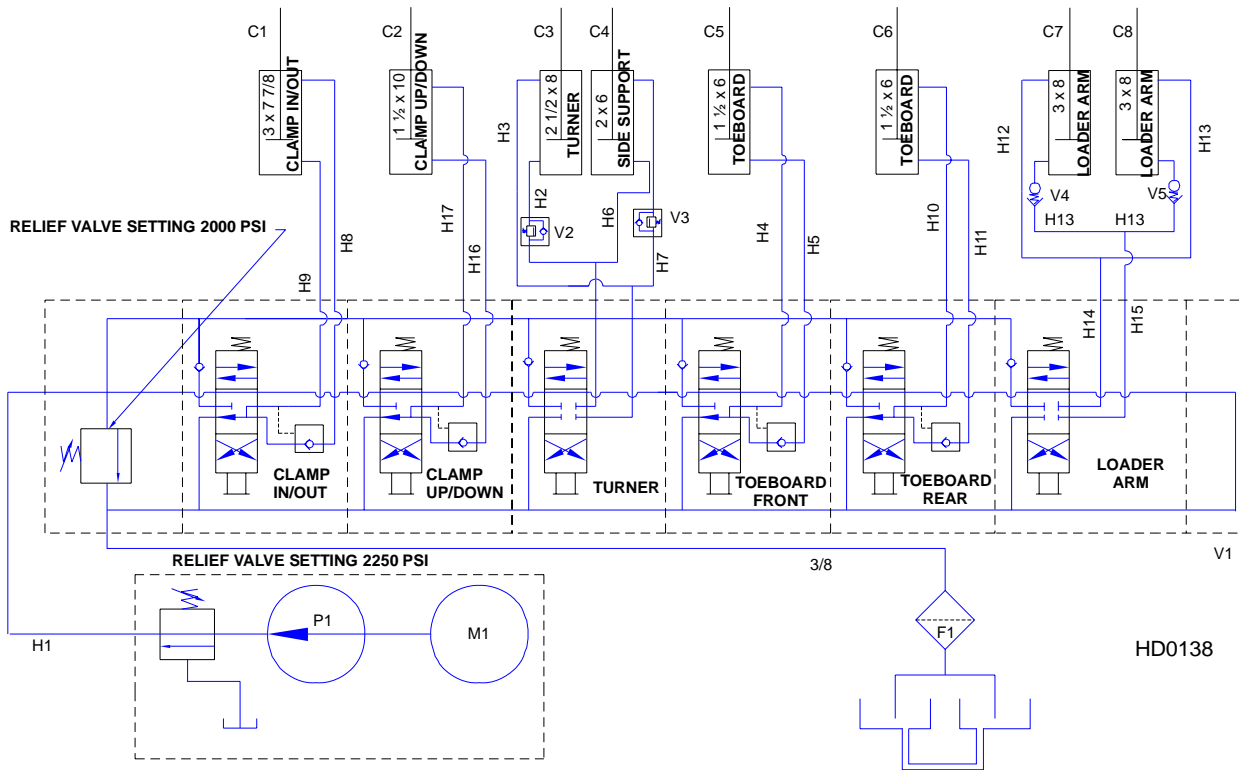 C1
C2
C3
C4
C5
C6
C7
C8
3 x 7 7/8
CLAMP IN/OUT
1 ½ x 10
CLAMP UP/DOWN
2 1/2 x 8
TURNER
2 x 6
SIDE SUPPORT
1 ½ x 6
TOEBOARD
1 ½ x 6
TOEBOARD
3 x 8
LOADER ARM
3 x 8
LOADER ARM
H3
H12
H13
H2
H6
V2
V3
V4
V5
H13
H13
RELIEF VALVE SETTING 2000 PSI
H8
H9
H17
H16
H7
H4
H5
H10
H11
H14
H15
CLAMP
IN/OUT
CLAMP
UP/DOWN
TURNER
TOEBOARD
FRONT
TOEBOARD
REAR
LOADER
ARM
RELIEF VALVE SETTING 2250 PSI
3/8
V1
H1
P1
M1
F1
HD0138